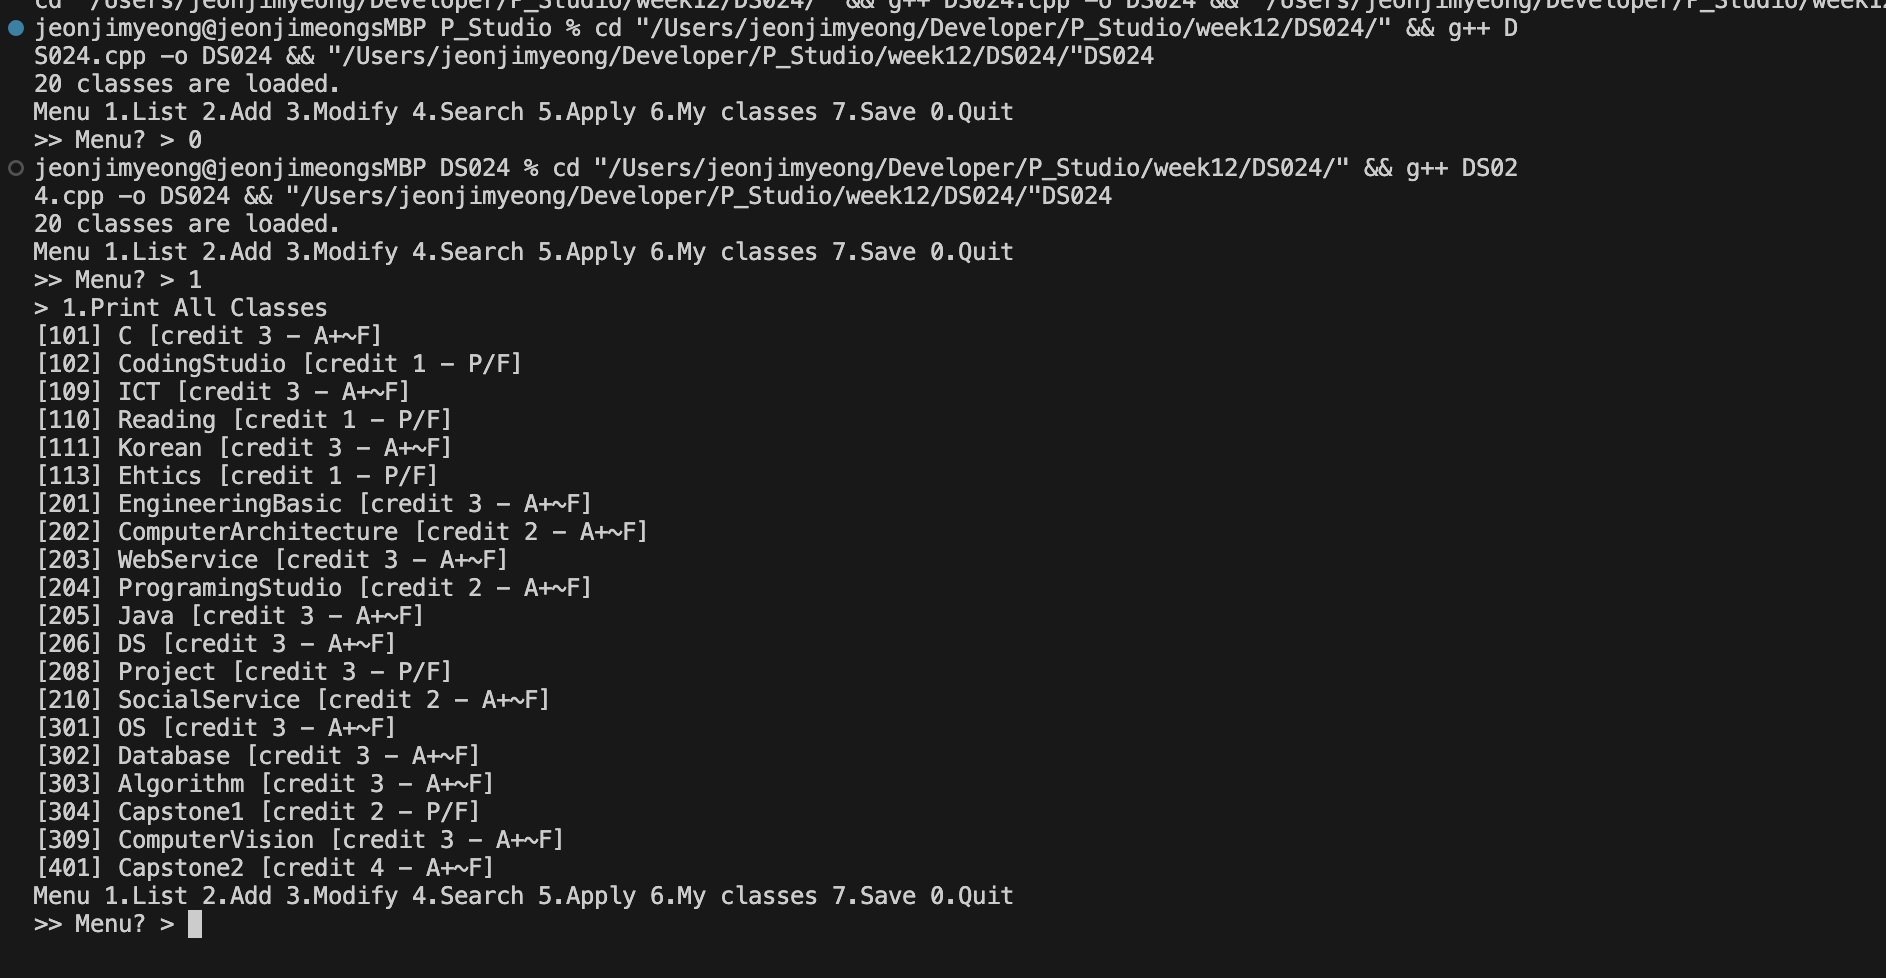 cd "/Users/jeonjimyeong/Developer/P_Studio/week12/DS024/" && g++ DS024.cpp -o DS024 && "/Users/jeonjimyeong/Developer/P_Studio/week12
jeonjimyeong@jeonjimeongsMBP P_Studio % cd "/Users/jeonjimyeong/Developer/P_Studio/week12/DS024/" && g++ D
S024.cpp -o DS024 && "/Users/jeonjimyeong/Developer/P_Studio/week12/DS024/"DS024
20 classes are loaded.
Menu 1.List 2.Add 3.Modify 4.Search 5.Apply 6.My classes 7.Save 0.Quit
>> Menu? > 0
jeonjimyeong@jeonjimeongsMBP DS024 % cd "/Users/jeonjimyeong/Developer/P_Studio/week12/DS024/" && g++ DS02
4.cpp -o DS024 && "/Users/jeonjimyeong/Developer/P_Studio/week12/DS024/"DS024
20 classes are loaded.
Menu 1.List 2.Add 3.Modify 4.Search 5.Apply 6.My classes 7.Save 0.Quit
>> Menu? > 1
> 1.Print All Classes
[101] C [credit 3 - A+~F]
[102] CodingStudio [credit 1 - P/F]
[109] ICT [credit 3 - A+~F]
[110] Reading [credit 1 - P/F]
[111] Korean [credit 3 - A+~F]
[113] Ehtics [credit 1 - P/F]
[201] EngineeringBasic [credit 3 - A+~F]
[202] ComputerArchitecture [credit 2 - A+~F]
[203] WebService [credit 3 - A+~F]
[204] ProgramingStudio [credit 2 - A+~F]
[205] Java [credit 3 - A+~F]
[206] DS [credit 3 - A+~F]
[208] Project [credit 3 - P/F]
[210] SocialService [credit 2 - A+~F]
[301] OS [credit 3 - A+~F]
[302] Database [credit 3 - A+~F]
[303] Algorithm [credit 3 - A+~F]
[304] Capstone1 [credit 2 - P/F]
[309] ComputerVision [credit 3 - A+~F]
[401] Capstone2 [credit 4 - A+~F]
Menu 1.List 2.Add 3.Modify 4.Search 5.Apply 6.My classes 7.Save 0.Quit
>> Menu? >